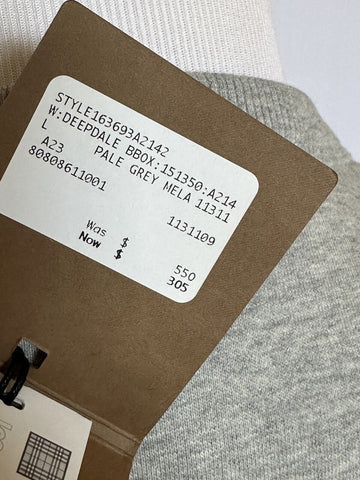 STYLE163693A2142
W:DEEPDALE BBOX:151350:A214
L PALE GREY MELA 11311
A23 1131109
80808611001
Was $ 550
Now $ 305